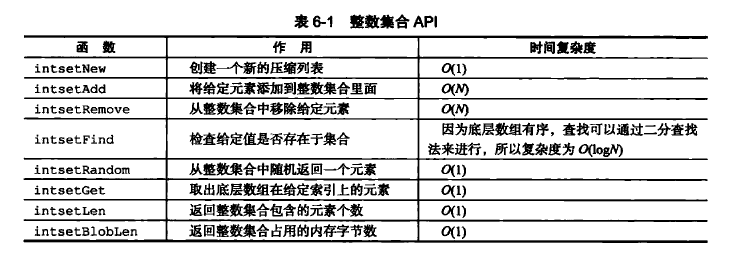 表 6-1 整数集合 API
函 数 作 用 时间复杂度
intsetNew 创建一个新的压缩列表 O(1)
intsetAdd 将给定元素添加到整数集合里面 O(N)
intsetRemove 从整数集合中移除给定元素 O(N)
intsetFind 检查给定值是否存在于集合 因为底层数组有序，查找可以通过二分查找
法来进行，所以复杂度为 O(logN)
intsetRandom 从整数集合中随机返回一个元素 O(1)
intsetGet 取出底层数组在给定索引上的元素 O(1)
intsetLen 返回整数集合包含的元素个数 O(1)
intsetBlobLen 返回整数集合占用的内存字节数 O(1)